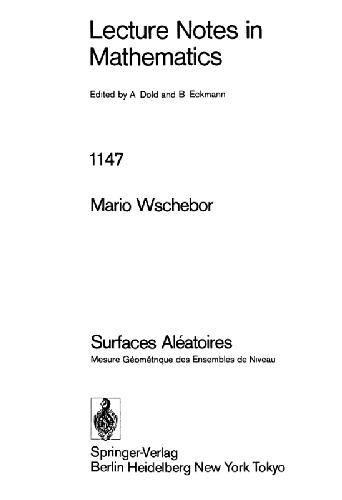 Lecture Notes in
Mathematics
Edited by A Dold and B Eckmann
1147
Mario Wschebor
Surfaces Aléatoires
Mesure Géométrique des Ensembles de Niveau
Springer-Verlag
Berlin Heidelberg New York Tokyo